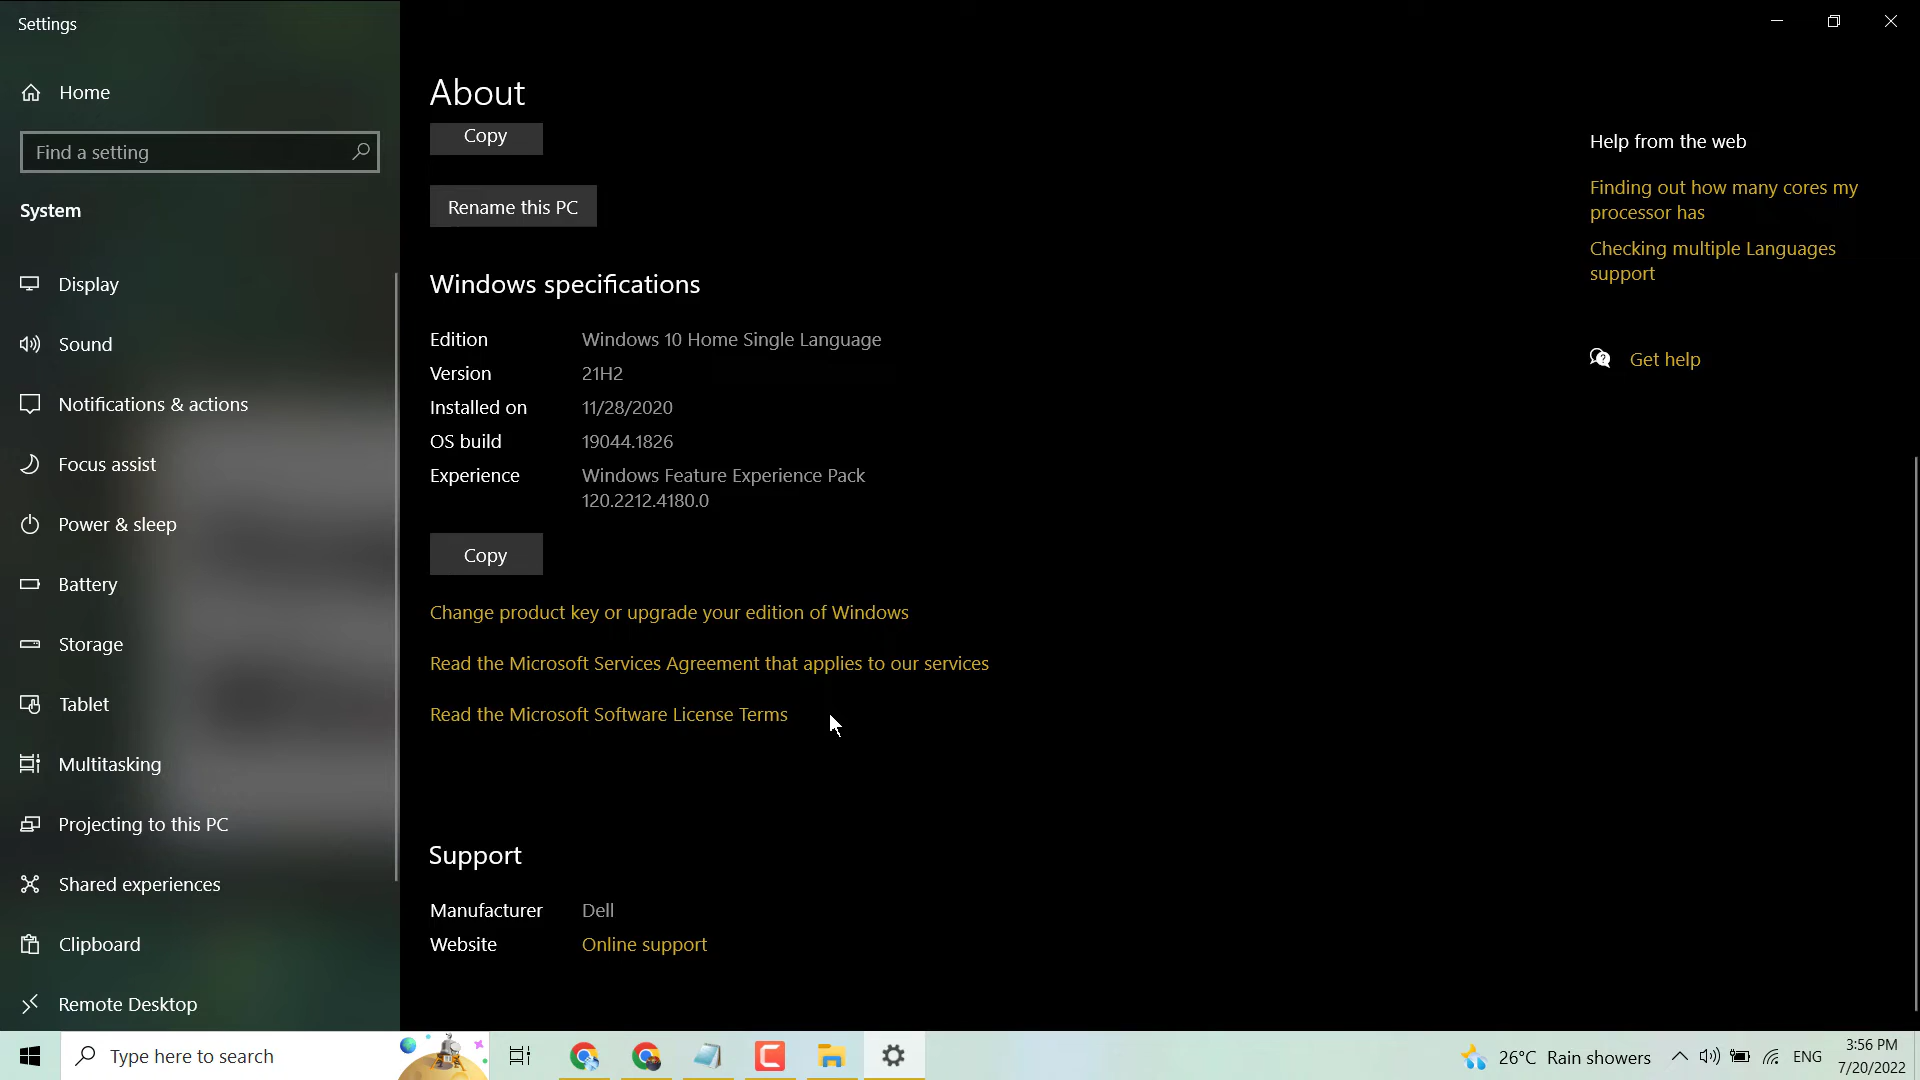 Settings
Home
Find a setting
System
Display
Sound
Notifications & actions
Focus assist
Power & sleep
Battery
Storage
Tablet
Multitasking
Projecting to this PC
Shared experiences
Clipboard
Remote Desktop
About
Copy
Rename this PC
Windows specifications
Edition Windows 10 Home Single Language
Version 21H2
Installed on 11/28/2020
OS build 19044.1826
Experience Windows Feature Experience Pack
120.2212.4180.0
Copy
Change product key or upgrade your edition of Windows
Read the Microsoft Services Agreement that applies to our services
Read the Microsoft Software License Terms
Support
Manufacturer Dell
Website Online support
Help from the web
Finding out how many cores my
processor has
Checking multiple Languages
support
Get help
Type here to search
26°C Rain showers
ENG
3:56 PM
7/20/2022